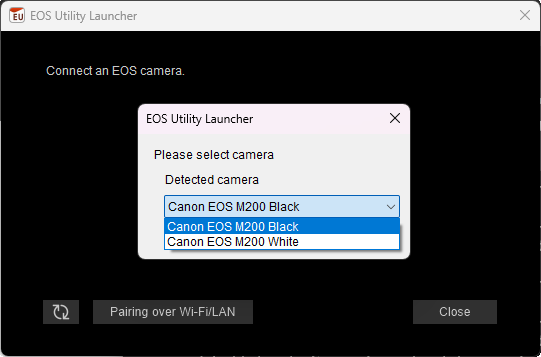 EU EOS Utility Launcher
Connect an EOS camera.
EOS Utility Launcher
Please select camera
Detected camera
Canon EOS M200 Black
Canon EOS M200 Black
Canon EOS M200 White
Pairing over Wi-Fi/LAN
Close